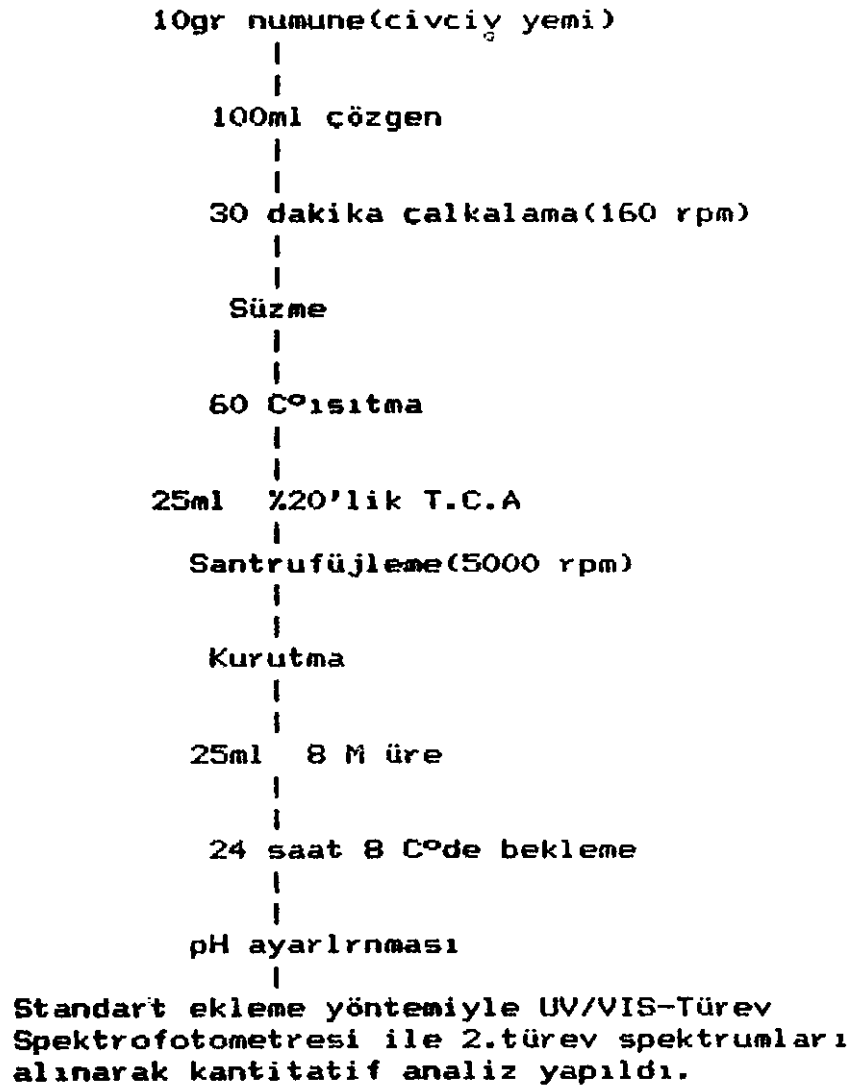 10gr numune(civciv yemi)
100ml çözgen
30 dakika çalkalama(160 rpm)
Süzme
60 C°ısıtma
25ml %20'lik T.C.A
Santrufüjleme(5000 rpm)
Kurutma
25ml 8 M üre
24 saat 8 C°de bekleme
pH ayarlrnması
Standart ekleme yöntemiyle UV/VIS-Türev
Spektrofotometresi ile 2.türev spektrumları
alınarak kantitatif analiz yapıldı.